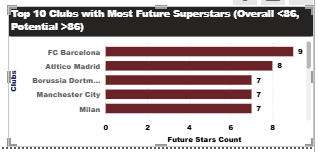 Top 10 Clubs with Most Future Superstars (Overall <86,
Potential >86)
FC Barcelona 9
Atltico Madrid 8
Borussia Dortm... 7
Manchester City 7
Milan 7
Clubs
0 2 4 6 8
Future Stars Count